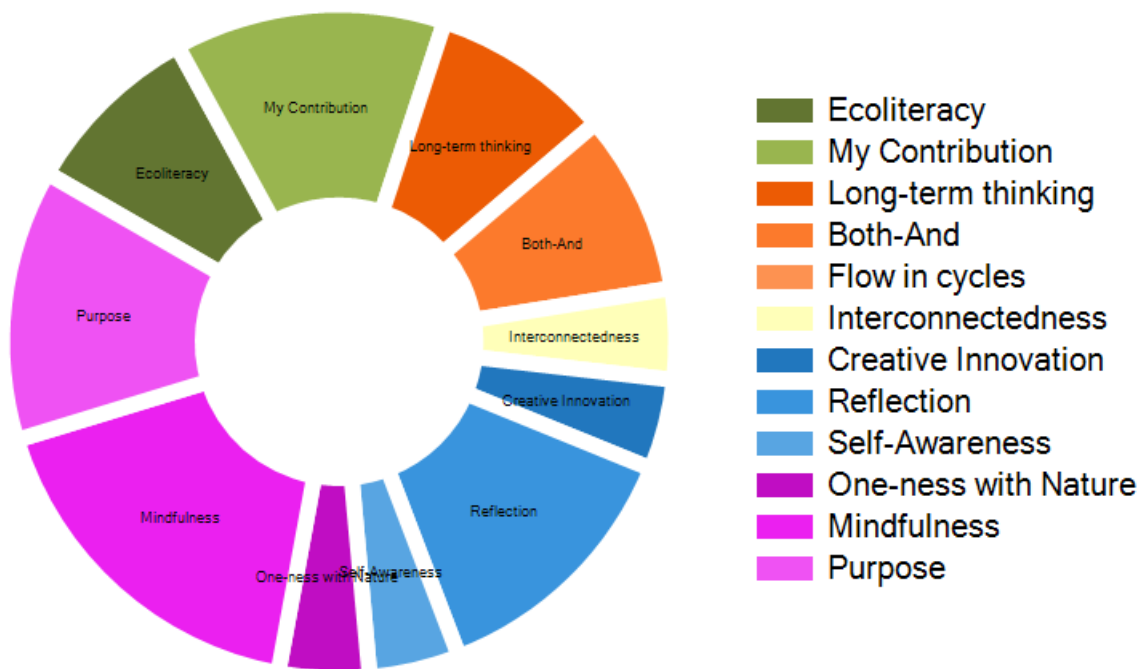 My Contribution
Long-term thinking
Ecoliteracy
Both-And
Purpose
Interconnectedness
Creative Innovation
Mindfulness
Reflection
One-ness with Nature
Self-Awareness
Ecoliteracy
My Contribution
Long-term thinking
Both-And
Flow in cycles
Interconnectedness
Creative Innovation
Reflection
Self-Awareness
One-ness with Nature
Mindfulness
Purpose